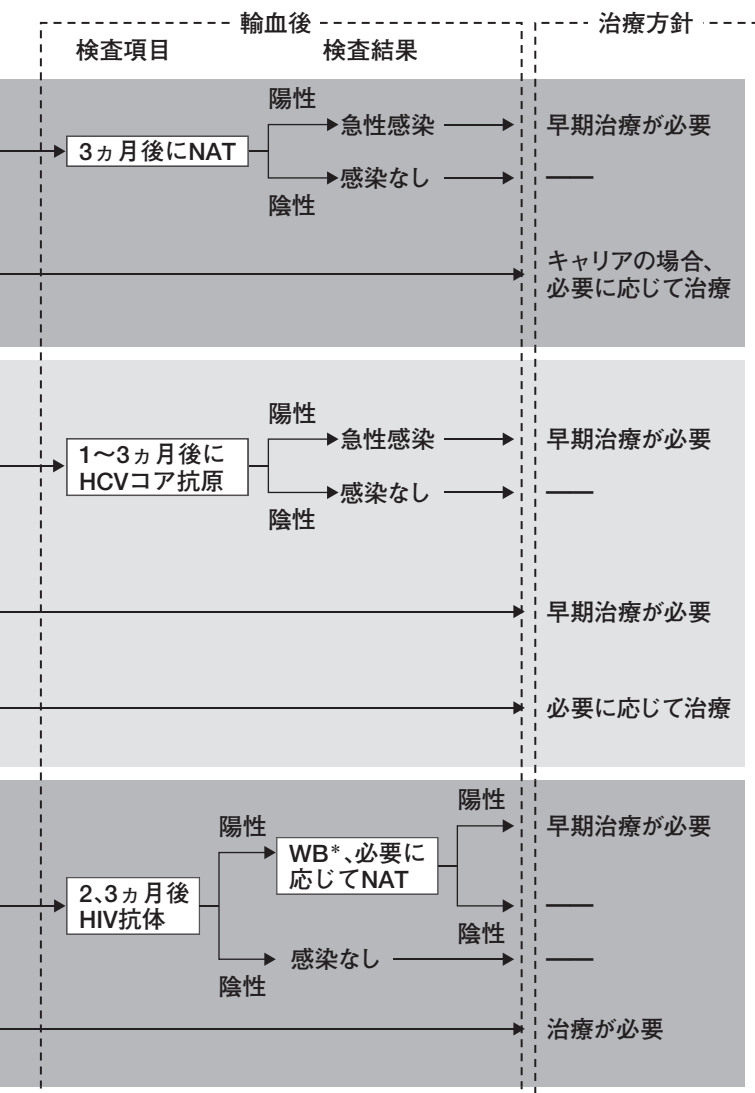 輸血後
治療方針
検査項目
検査結果
陽性
3ヵ月後にNAT
急性感染
早期治療が必要
感染なし
――
陰性
キャリアの場合、
必要に応じて治療
陽性
1〜3ヵ月後に
HCVコア抗原
急性感染
早期治療が必要
感染なし
――
陰性
早期治療が必要
必要に応じて治療
陽性
陽性
早期治療が必要
WB*、必要に
応じてNAT
2、3ヵ月後
HIV抗体
――
陰性
感染なし
――
陰性
治療が必要